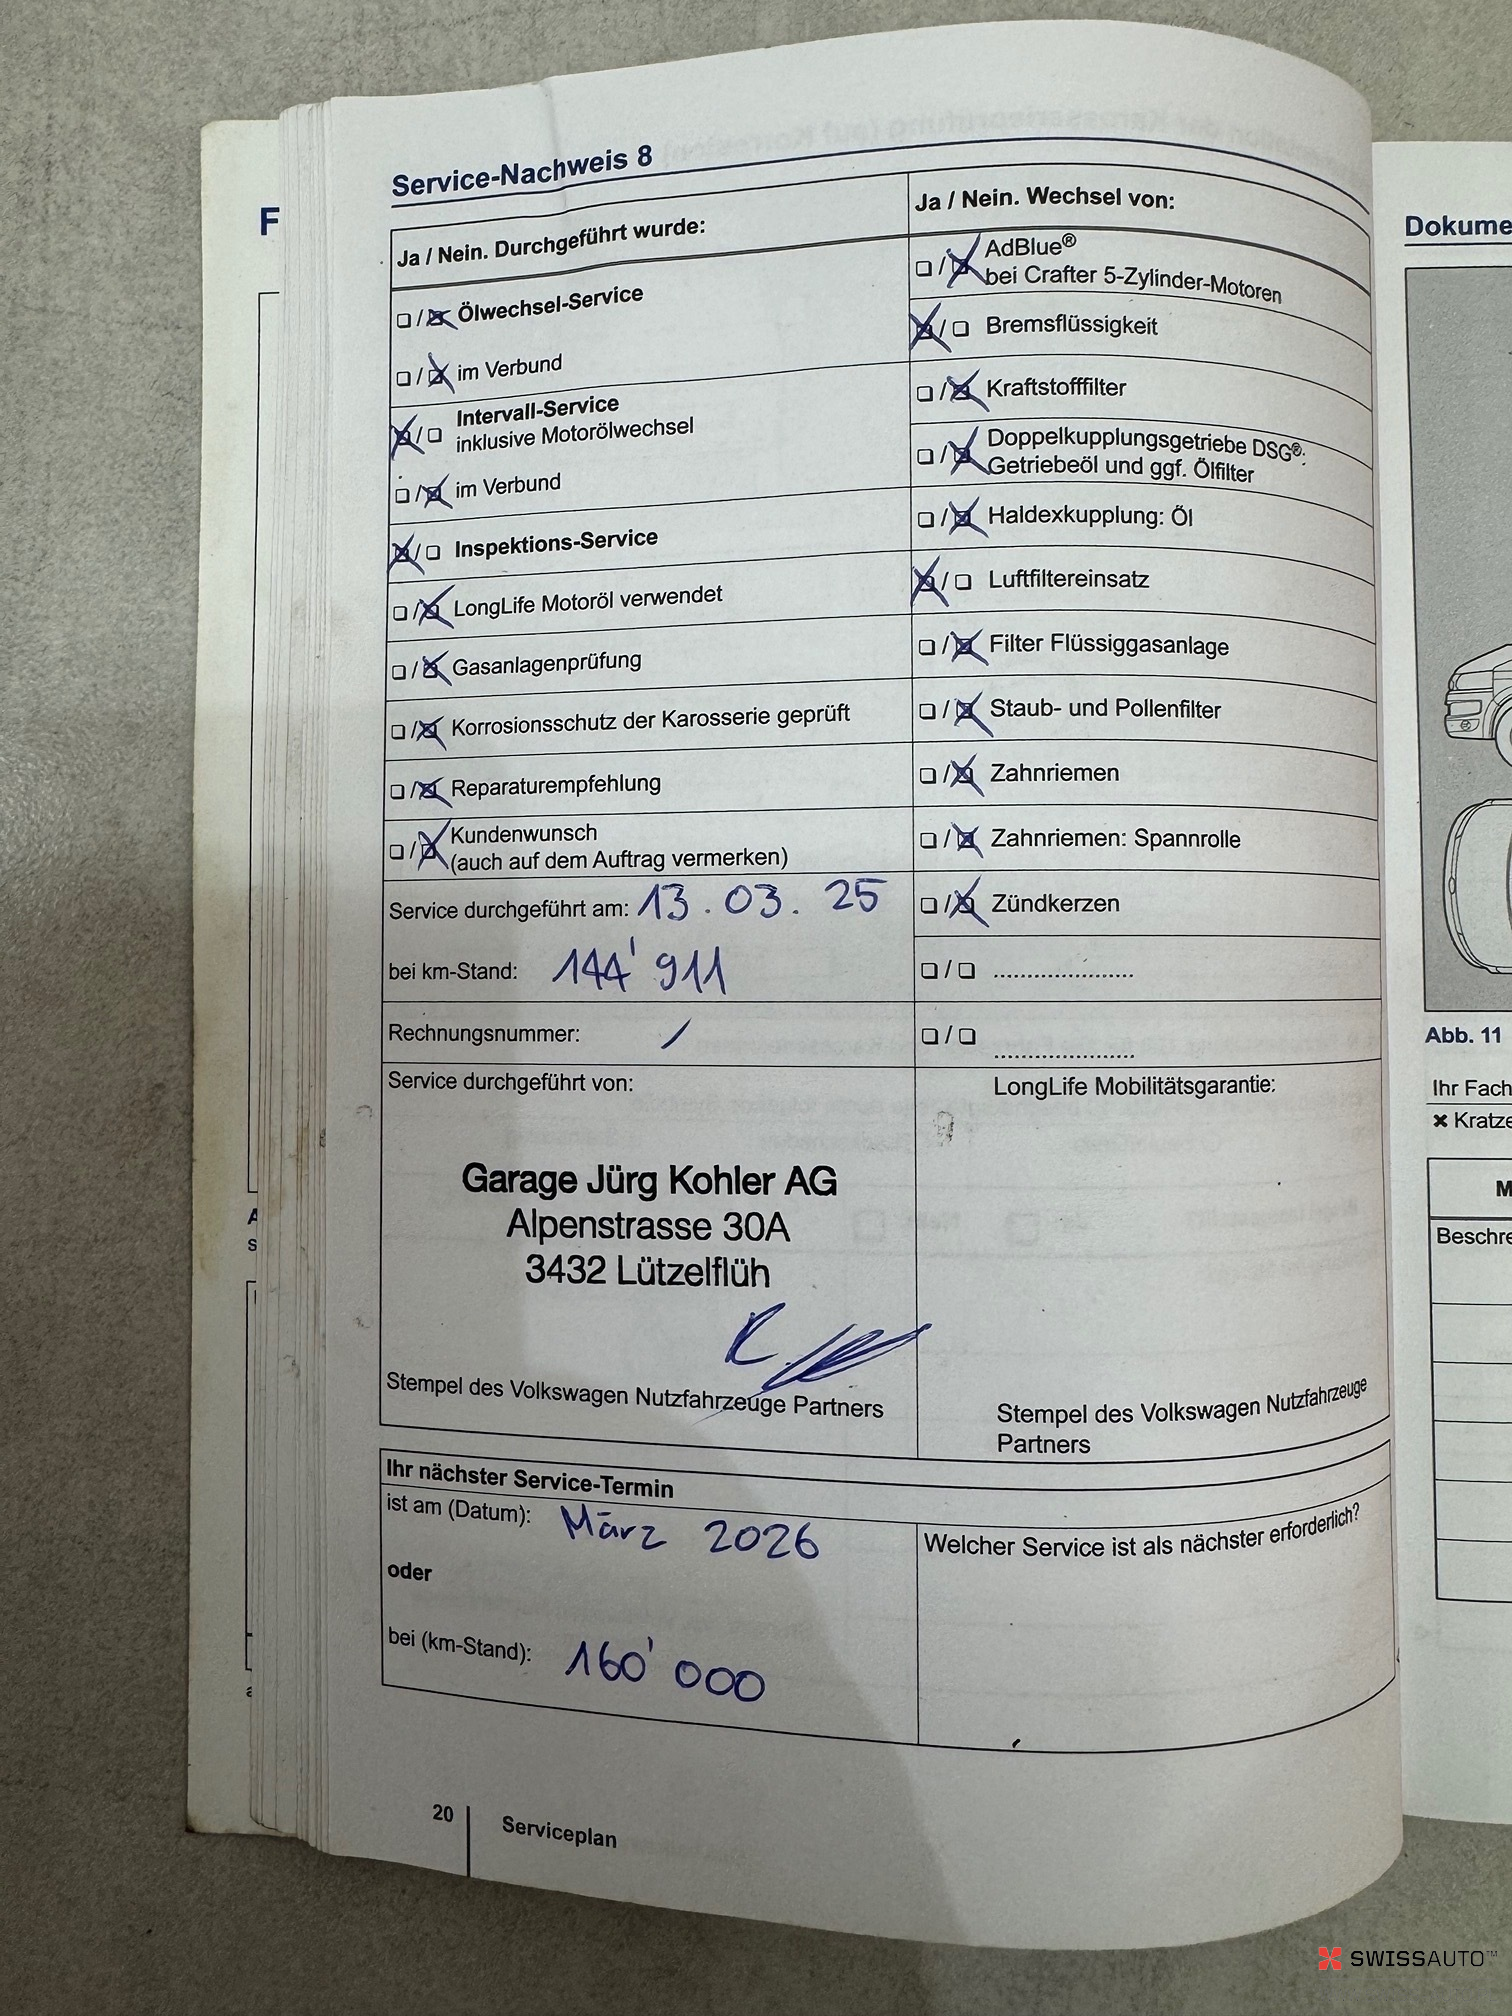 Service-Nachweis 8
Ja / Nein. Durchgeführt wurde:
☐ / ☒ Ölwechsel-Service
☐ / ☒ im Verbund
☒ / ☐ Intervall-Service
inklusive Motorölwechsel
☐ / ☒ im Verbund
☒ / ☐ Inspektions-Service
☐ / ☒ LongLife Motoröl verwendet
☐ / ☒ Gasanlagenprüfung
☐ / ☒ Korrosionsschutz der Karosserie geprüft
☐ / ☒ Reparaturempfehlung
☐ / ☒ Kundenwunsch
(auch auf dem Auftrag vermerken)
Service durchgeführt am: 13.03.25
bei km-Stand: 144'911
Rechnungsnummer: /
Service durchgeführt von:
Garage Jürg Kohler AG
Alpenstrasse 30A
3432 Lützelflüh
Stempel des Volkswagen Nutzfahrzeuge Partners
Ja / Nein. Wechsel von:
☐ / ☒ AdBlue®
bei Crafter 5-Zylinder-Motoren
☒ / ☐ Bremsflüssigkeit
☐ / ☒ Kraftstofffilter
☐ / ☒ Doppelkupplungsgetriebe DSG®:
Getriebeöl und ggf. Ölfilter
☐ / ☒ Haldexkupplung: Öl
☒ / ☐ Luftfiltereinsatz
☐ / ☒ Filter Flüssiggasanlage
☐ / ☒ Staub- und Pollenfilter
☐ / ☒ Zahnriemen
☐ / ☒ Zahnriemen: Spannrolle
☐ / ☒ Zündkerzen
☐ / ☐ ......................
☐ / ☐ ......................
LongLife Mobilitätsgarantie:
Stempel des Volkswagen Nutzfahrzeuge
Partners
Ihr nächster Service-Termin
ist am (Datum): März 2026
oder
bei (km-Stand): 160'000
Welcher Service ist als nächster erforderlich?
20 Serviceplan
F
Dokume
Abb. 11
Ihr Fach
✖ Kratze
M
Beschre
SWISSAUTO™